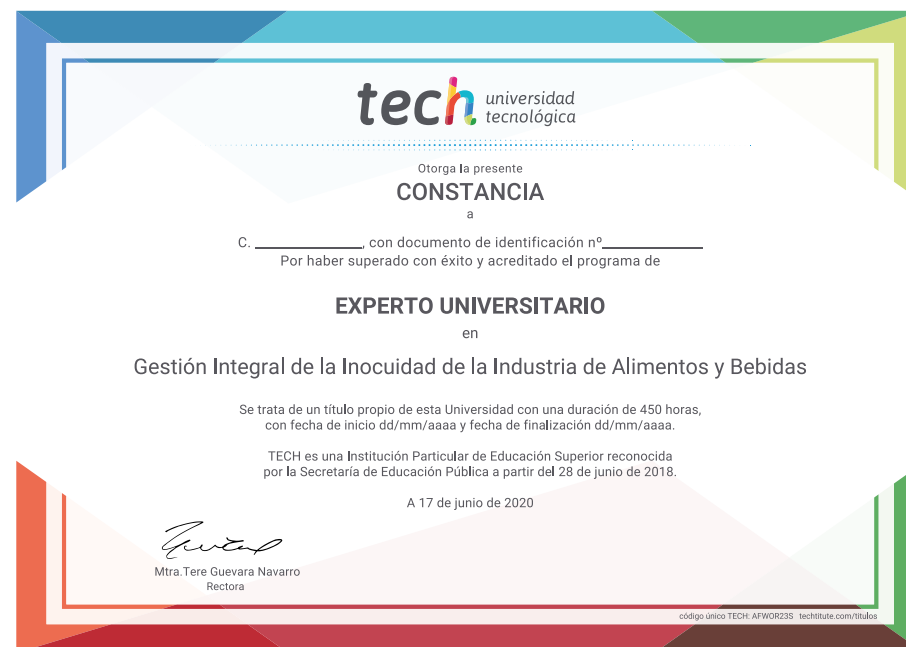 tech universidad
tecnológica
Otorga la presente
CONSTANCIA
a
C. ____________, con documento de identificación nº____________
Por haber superado con éxito y acreditado el programa de
EXPERTO UNIVERSITARIO
en
Gestión Integral de la Inocuidad de la Industria de Alimentos y Bebidas
Se trata de un título propio de esta Universidad con una duración de 450 horas,
con fecha de inicio dd/mm/aaaa y fecha de finalización dd/mm/aaaa.
TECH es una Institución Particular de Educación Superior reconocida
por la Secretaría de Educación Pública a partir del 28 de junio de 2018.
A 17 de junio de 2020
Mtra.Tere Guevara Navarro
Rectora
código único TECH: AFWOR23S techtitute.com/titulos